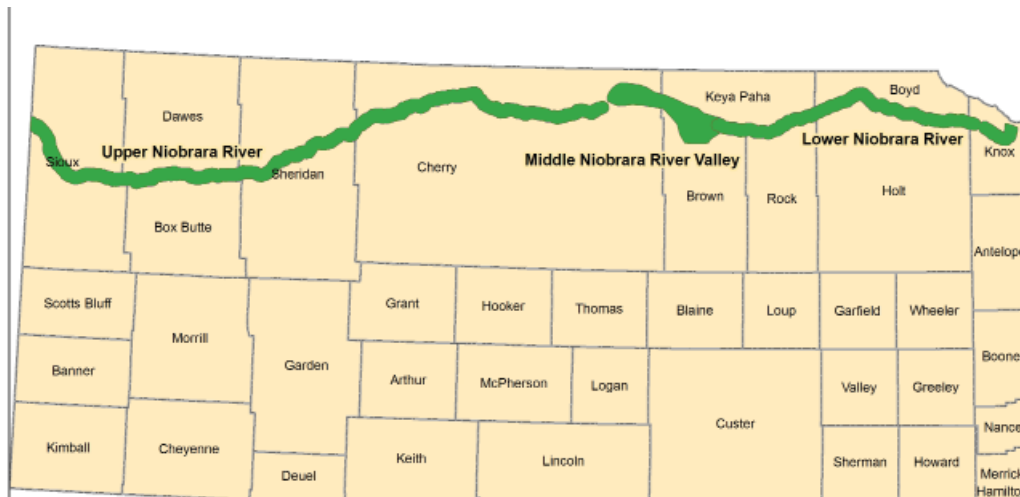 Boyd
Keya Paha
Dawes
Lower Niobrara River
Upper Niobrara River
Knox
Middle Niobrara River Valley
Sioux
Cherry
Sheridan
Holt
Brown
Rock
Box Butte
Antelope
Scotts Bluff
Grant
Hooker
Thomas
Blaine
Loup
Garfield
Wheeler
Morrill
Boone
Garden
Banner
Arthur
McPherson
Logan
Valley
Greeley
Custer
Nance
Kimball
Cheyenne
Keith
Lincoln
Sherman
Howard
Deuel
Merrick
Hamilton